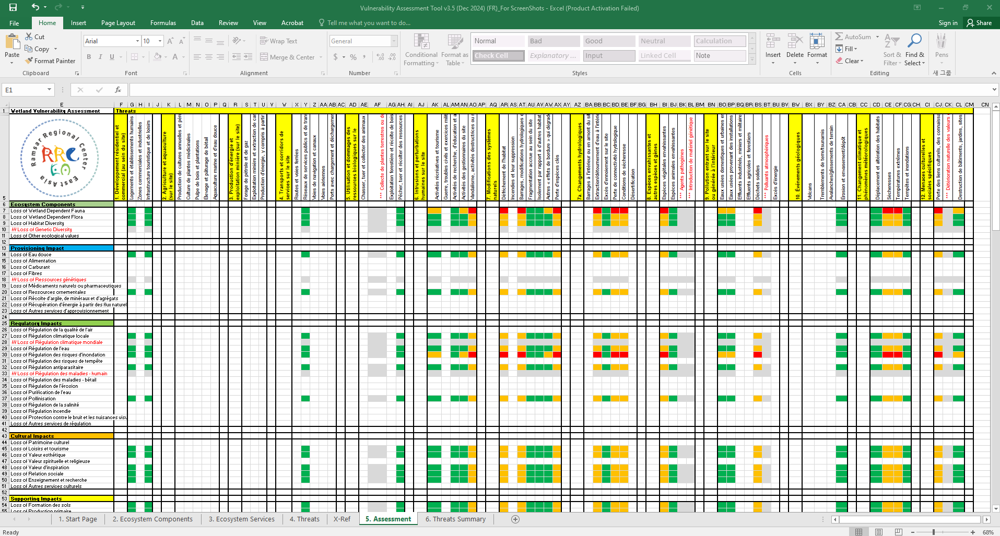 Vulnerability Assessment Tool v3.5 (Dec 2024) (FR)_For ScreenShots - Excel (Product Activation Failed)
File Home Insert Page Layout Formulas Data Review View Acrobat Tell me what you want to do... Sign in Share
Cut
Copy
Format Painter
Paste
Clipboard
Arial 10
B I U
Font
Wrap Text
Merge & Center
Alignment
General
$ % ,
Number
Conditional Formatting
Format as Table
Normal Bad Good Neutral Calculation
Check Cell Explanatory ... Input Linked Cell Note
Styles
Insert Delete Format
Cells
AutoSum
Fill
Clear
Sort & Filter
Find & Select
Editing
Pens
새 그룹
E1
fx
E F G H I J K L M N O P Q R S T U V W X Y Z AA AB AC AD AE AF AG AH AI AJ AK AL AM AN AO AP AQ AR AS AT AU AV AW AX AY AZ BA BB BC BD BE BF BG BH BI BJ BK BL BM BN BO BP BQ BR BS BT BU BV BW BX BY BZ CA CB CC CD CE CF CG CH CI CJ CK CL CM CN
1 Wetland Vulnerability Assessment Threats
Ramsar Regional Center
RRC
EA
East Asia
1. Développement résidentiel et commercial (au sein du site)
Logements et établissements humains
Zones commerciales et industrielles
Infrastructure touristique et de loisirs
2. Agriculture et aquaculture (sur le site)
Production de cultures annuelles et pére
Culture de plantes médicinales
Pulpe de bois et plantations
Élevage et pâturage de bétail
Aquaculture marine et d'eau douce
3. Production d'énergie et exploitation minière (sur le site)
Forage de pétrole et de gaz
Exploitation minière et extraction de car
Production d'énergie, y compris à partir
4. Transports et corridors de services sur le site
Routes et voies ferrées
Réseaux de services publics et de tran
Voies de navigation et canaux
Voies aériennes
Ports avec chargement et déchargemen
5. Utilisation et dommages des ressources biologiques sur le
Chasser, tuer et collecter des animaux
*** Collecte de plantes terrestres ou de
Exploitation forestière et récolte de bois
Pêcher, tuer et récolter des ressources
6. Intrusions et perturbations humaines sur le site
Activités récréatives et tourisme
Guerre, troubles civils et exercices milit
Activités de recherche, d'éducation et a
Activités des gestionnaires du site
Vandalisme, activités destructrices ou n
7. Modifications des systèmes naturels
Défrichement de l'habitat
Incendies et leur suppression
Barrages, modifications hydrologiques e
Fragmentation accrue au sein du site
Isolement par rapport à d'autres habitat
Autres « effets de bordure » qui dégrade
Perte d'espèces clés
7a. Changements hydrologiques
Barrages à l'intérieur ou en amont du si
Extraction/détournement d'eau à l'intéri
Excès d'ennoiement sur le site
Perte de connectivité hydrologique
Conditions de sécheresse
Désertification
8. Espèces envahissantes et autres espèces et gènes
Espèces végétales envahissantes
Espèces animales envahissantes
*** Agents pathogènes
*** Introduction de matériel génétique
9. Pollution entrant sur le site ou générée à l'intérieur
Eaux usées domestiques et urbaines en
Eaux usées provenant des installations
Effluents industriels, miniers et militaire
Effluents agricoles et forestiers
Déchets solides
*** Polluants atmosphériques
Excès d'énergie
10. Événements géologiques
Volcans
Tremblements de terre/tsunamis
Avalanches/glissements de terrain
Érosion et envasement/dépôt
11. Changement climatique et phénomènes météorologiques
Déplacement et altération des habitats
Sécheresses
Températures extrêmes
Tempêtes et inondations
12. Menaces culturelles et sociales spécifiques
Perte des liens culturels, des connaissa
*** Détérioration naturelle des valeurs
Destruction de bâtiments, jardins, sites
5
6 Ecosystem Components
7 Loss of Wetland Dependent Fauna
8 Loss of Wetland Dependent Flora
9 Loss of Habitat Diversity
10 /// Loss of Genetic Diversity
11 Loss of Other ecological values
12
13 Provisioning Impact
14 Loss of Eau douce
15 Loss of Alimentation
16 Loss of Carburant
17 Loss of Fibres
18 /// Loss of Ressources génétiques
19 Loss of Médicaments naturels ou pharmaceutiques
20 Loss of Ressources ornementales
21 Loss of Récolte d'argile, de minéraux et d'agrégats
22 Loss of Récupération d'énergie à partir des flux naturel
23 Loss of Autres services d'approvisionnement
24
25 Regulatory Impacts
26 Loss of Régulation de la qualité de l'air
27 Loss of Régulation climatique locale
28 /// Loss of Régulation climatique mondiale
29 Loss of Régulation de l'eau
30 Loss of Régulation des risques d'inondation
31 Loss of Régulation des risques de tempête
32 Loss of Régulation antiparasitaire
33 /// Loss of Régulation des maladies - humain
34 Loss of Régulation des maladies - bétail
35 Loss of Régulation de l'érosion
36 Loss of Purification de l'eau
37 Loss of Pollinisation
38 Loss of Régulation de la salinité
39 Loss of Régulation incendie
40 Loss of Protection contre le bruit et les nuisances visu
41 Loss of Autres services de régulation
42
43 Cultural Impacts
44 Loss of Patrimoine culturel
45 Loss of Loisirs et tourisme
46 Loss of Valeur esthétique
47 Loss of Valeur spirituelle et religieuse
48 Loss of Valeur d'inspiration
49 Loss of Relation sociale
50 Loss of Enseignement et recherche
51 Loss of Autres services culturels
52
53 Supporting Impacts
54 Loss of Formation des sols
55 Loss of Production primaire
1. Start Page 2. Ecosystem Components 3. Ecosystem Services 4. Threats X-Ref 5. Assessment 6. Threats Summary
Ready 68%